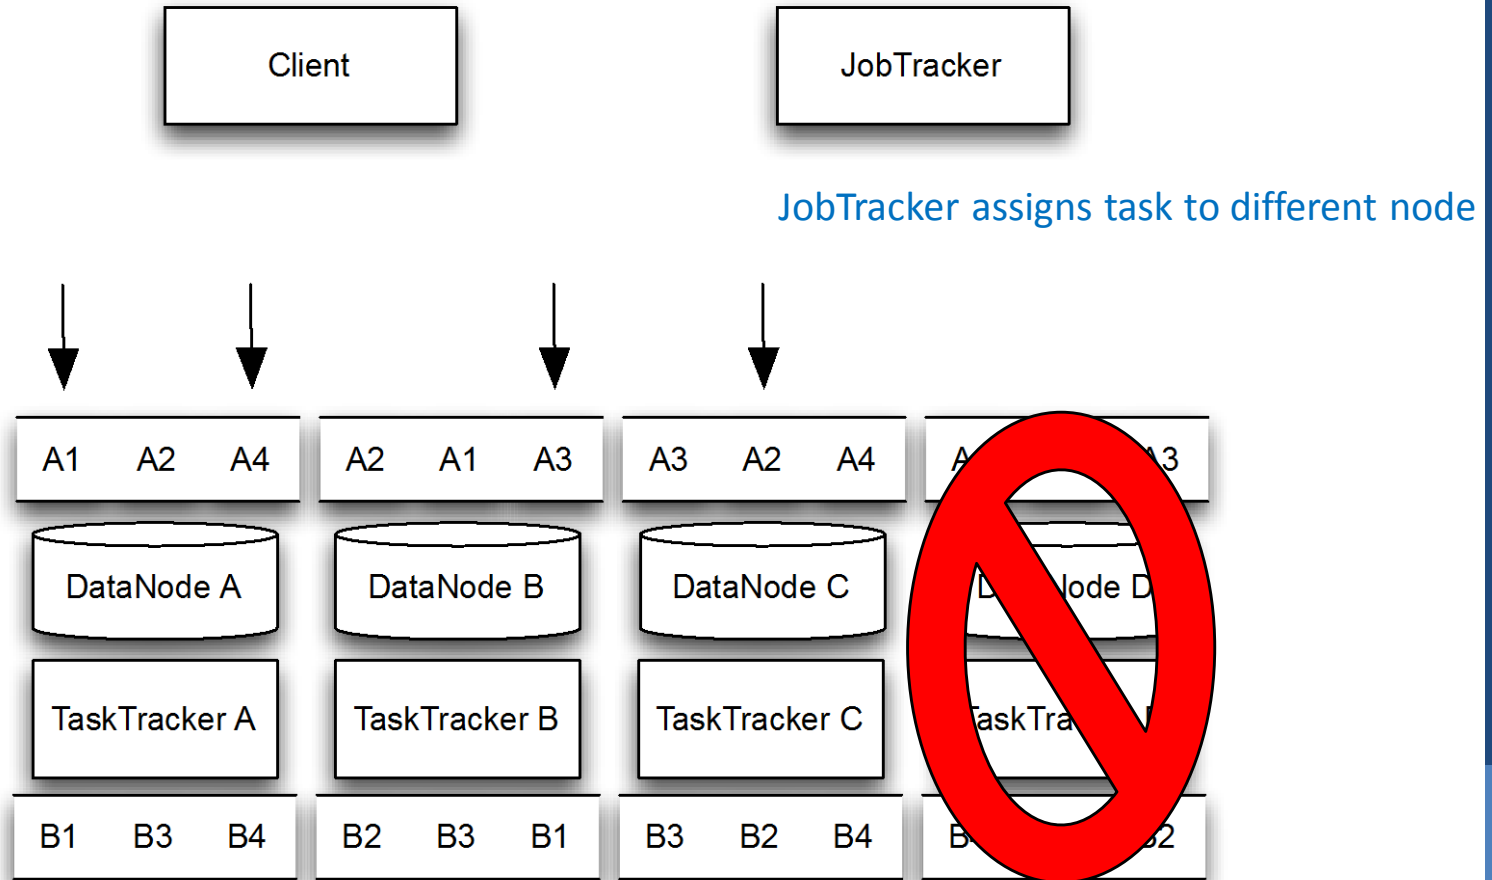 Client
JobTracker
JobTracker assigns task to different node
A1 A2 A4
A2 A1 A3
A3 A2 A4
DataNode A
DataNode B
DataNode C
TaskTracker A
TaskTracker B
TaskTracker C
B1 B3 B4
B2 B3 B1
B3 B2 B4